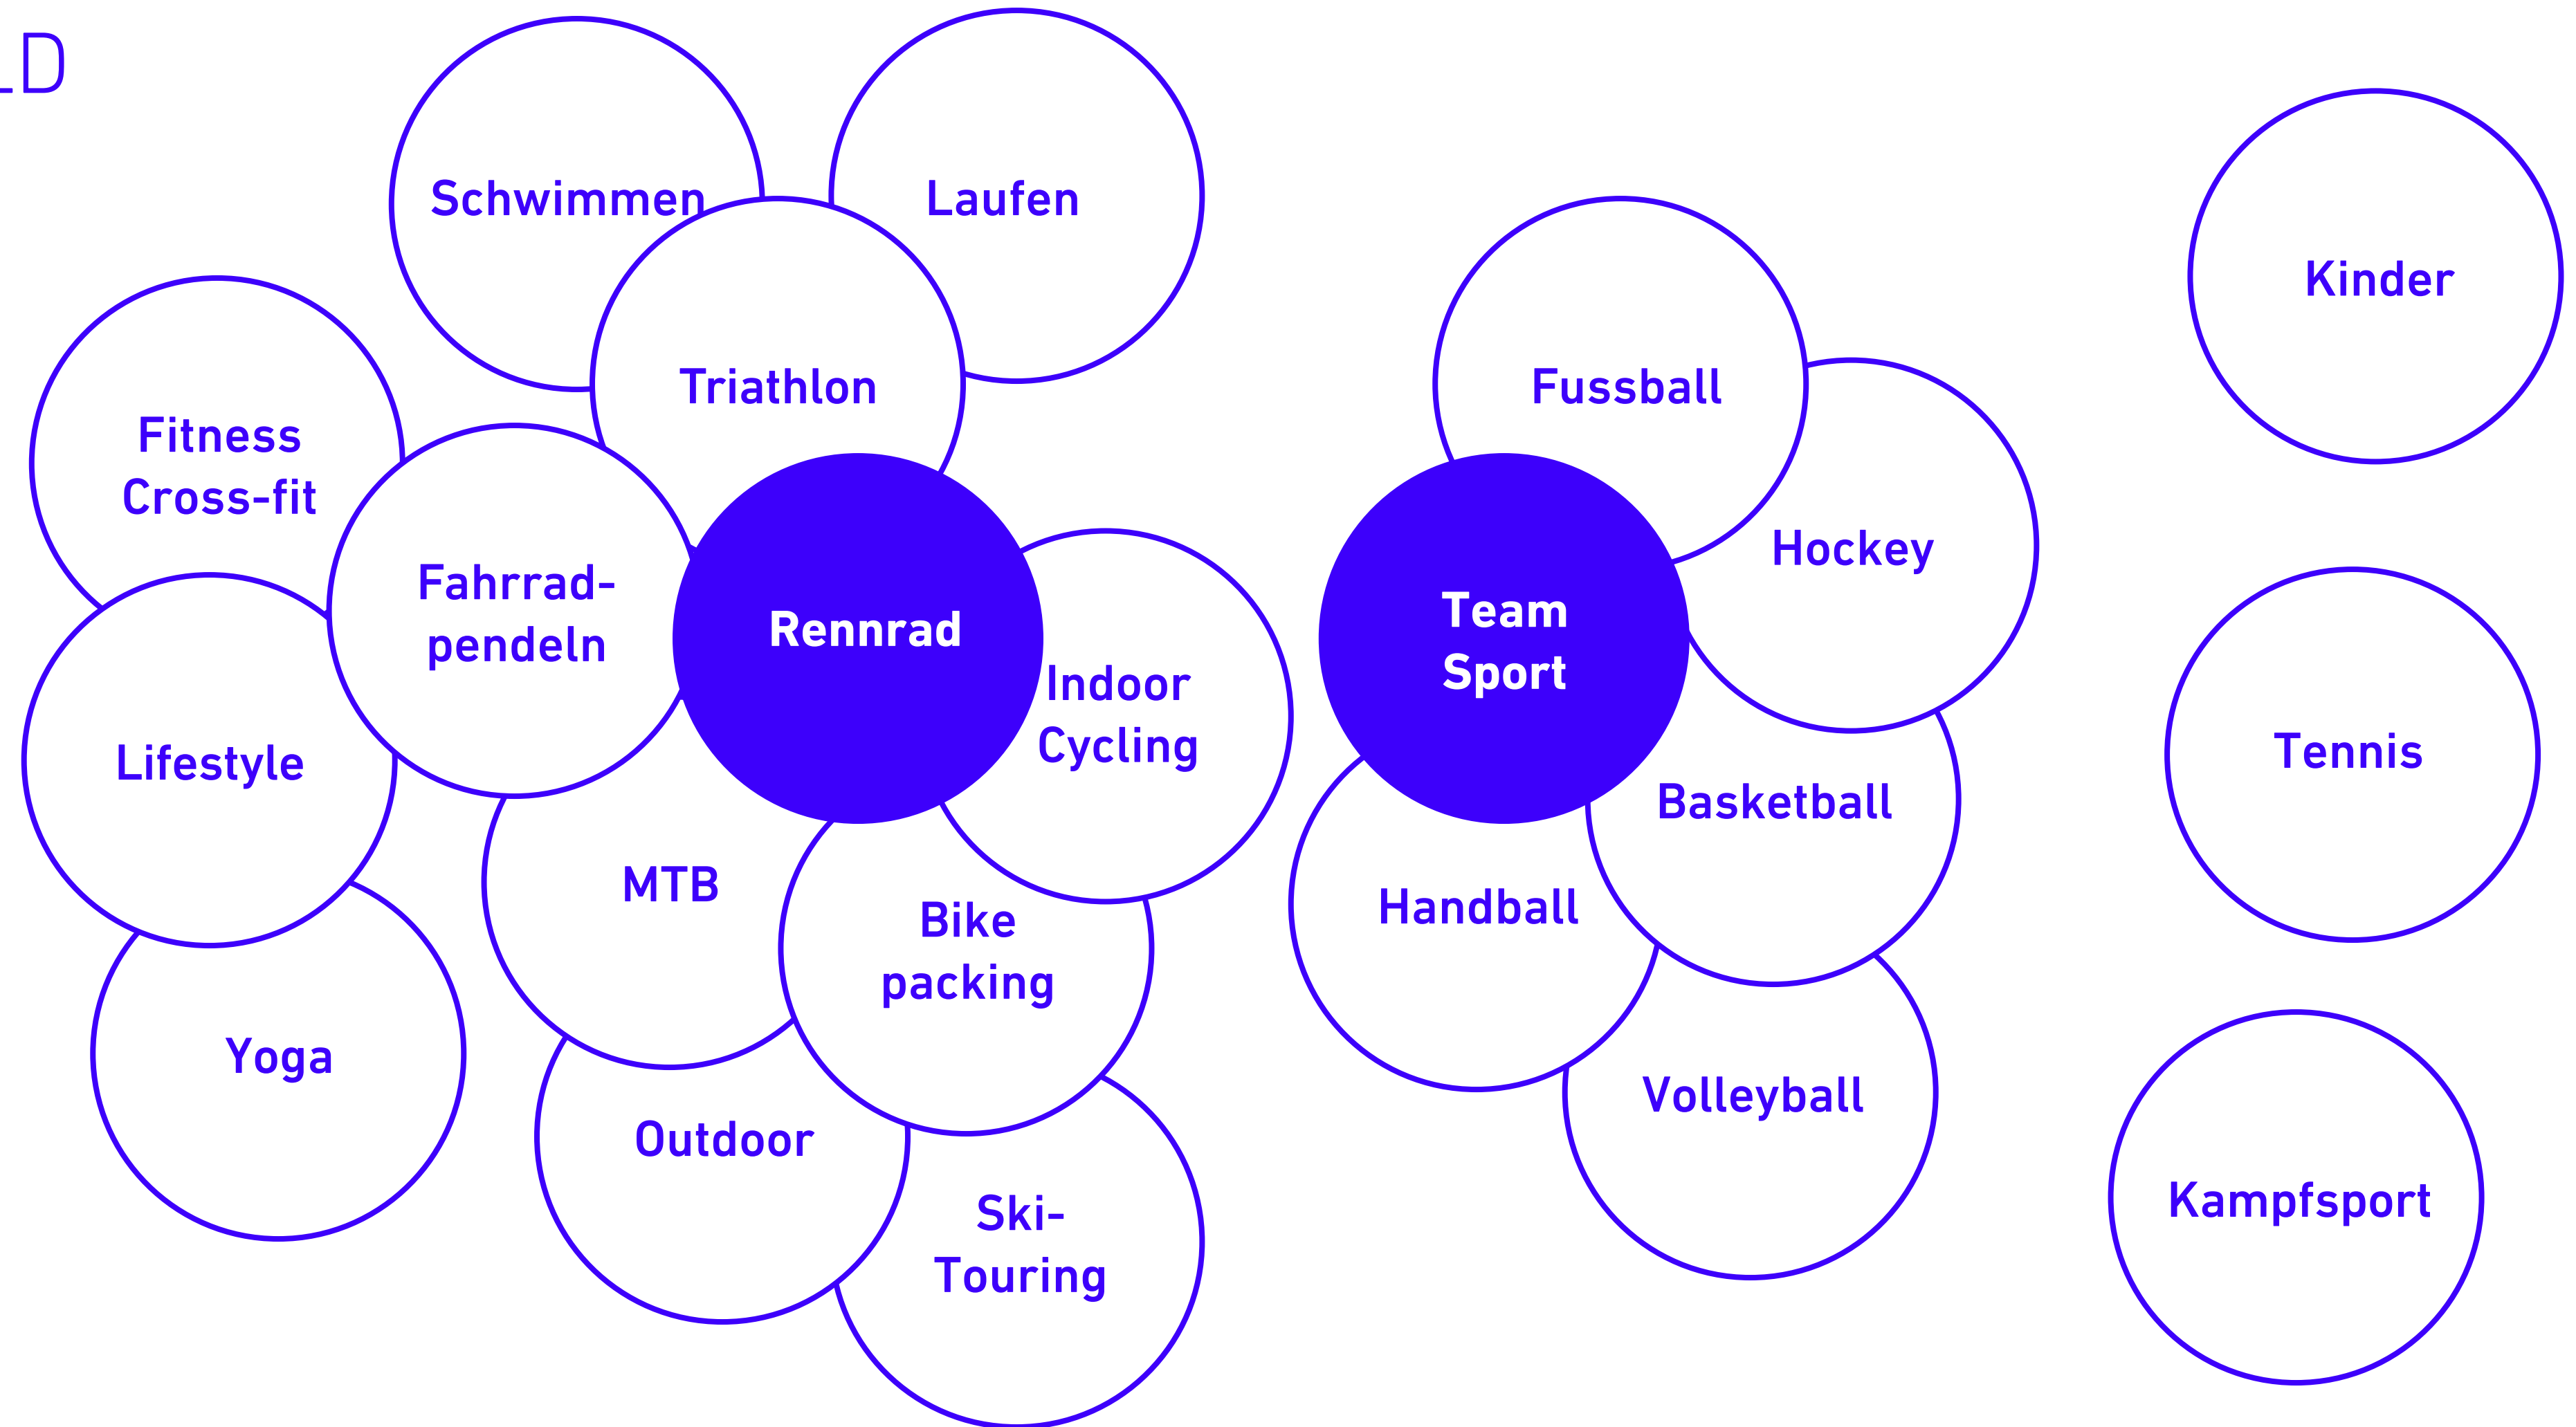 LD
Schwimmen
Laufen
Kinder
Triathlon
Fussball
Fitness
Cross-fit
Hockey
Fahrrad-
pendeln
Rennrad
Team
Sport
Indoor
Cycling
Lifestyle
Tennis
Basketball
MTB
Handball
Bike
packing
Yoga
Volleyball
Outdoor
Kampfsport
Ski-
Touring